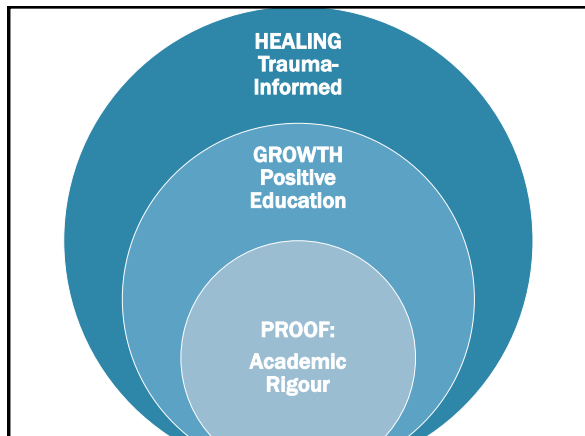 HEALING
Trauma-
Informed
GROWTH
Positive
Education
PROOF:
Academic
Rigour